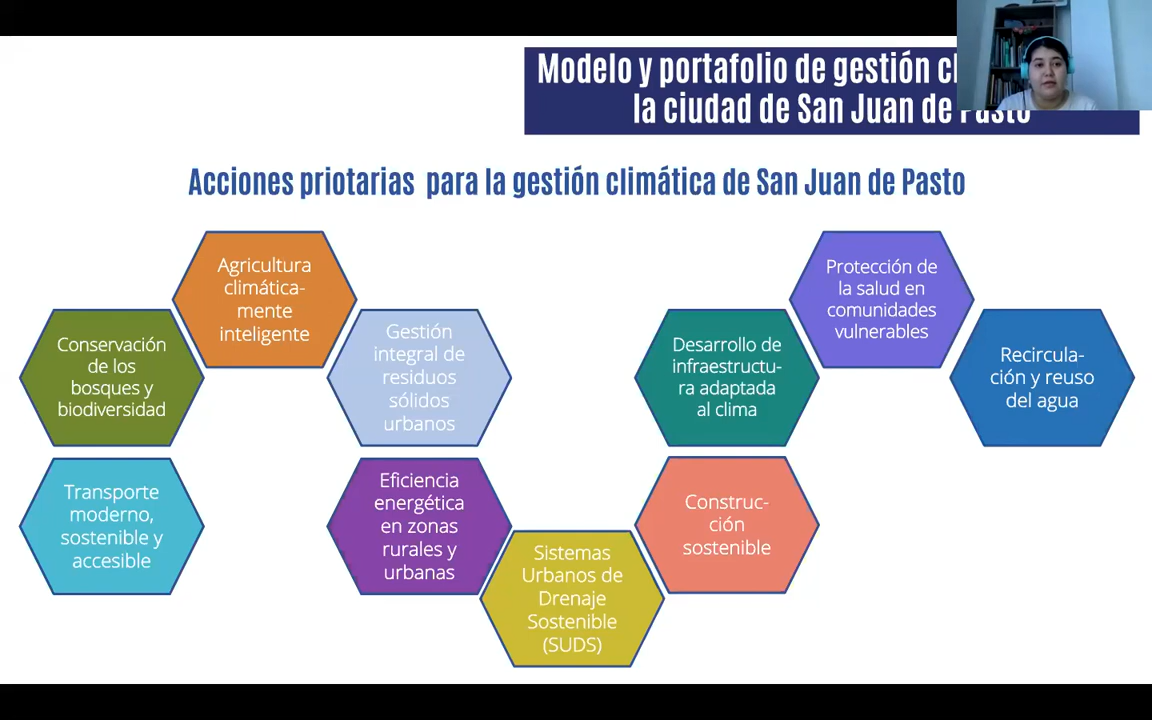 Modelo y portafolio de gestión
la ciudad de San Juan de Pasto
Acciones priotarias para la gestión climática de San Juan de Pasto
Agricultura
climática-
mente
inteligente
Conservación
de los
bosques y
biodiversidad
Gestión
integral de
residuos
sólidos
urbanos
Transporte
moderno,
sostenible y
accesible
Eficiencia
energética
en zonas
rurales y
urbanas
Sistemas
Urbanos de
Drenaje
Sostenible
(SUDS)
Construc-
ción
sostenible
Desarrollo de
infraestructu-
ra adaptada
al clima
Protección de
la salud en
comunidades
vulnerables
Recircula-
ción y reuso
del agua